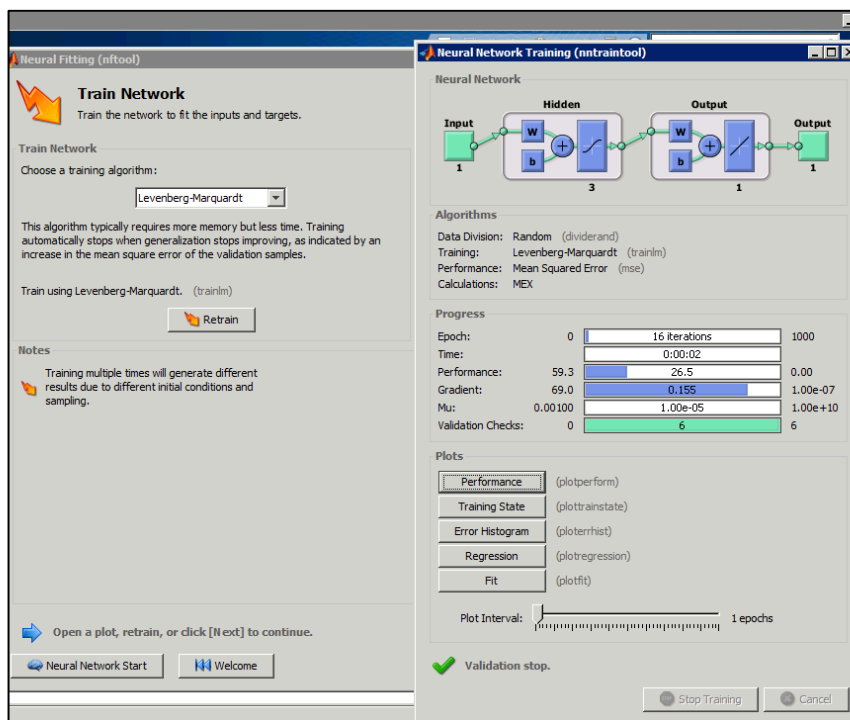 Neural Fitting (nftool)
Train Network
Train the network to fit the inputs and targets.
Train Network
Choose a training algorithm:
Levenberg-Marquardt
This algorithm typically requires more memory but less time. Training
automatically stops when generalization stops improving, as indicated by an
increase in the mean square error of the validation samples.
Train using Levenberg-Marquardt. (trainlm)
Retrain
Notes
Training multiple times will generate different
results due to different initial conditions and
sampling.
Open a plot, retrain, or click [Next] to continue.
Neural Network Start
Welcome
Neural Network Training (nntraintool)
Neural Network
Hidden
Output
Input
Output
W
b
W
b
1
3
1
1
Algorithms
Data Division: Random (dividerand)
Training: Levenberg-Marquardt (trainlm)
Performance: Mean Squared Error (mse)
Calculations: MEX
Progress
Epoch: 0 16 iterations 1000
Time: 0:00:02
Performance: 59.3 26.5 0.00
Gradient: 69.0 0.155 1.00e-07
Mu: 0.00100 1.00e-05 1.00e+10
Validation Checks: 0 6 6
Plots
Performance (plotperform)
Training State (plottrainstate)
Error Histogram (ploterrhist)
Regression (plotregression)
Fit (plotfit)
Plot Interval: 1 epochs
Validation stop.
Stop Training
Cancel